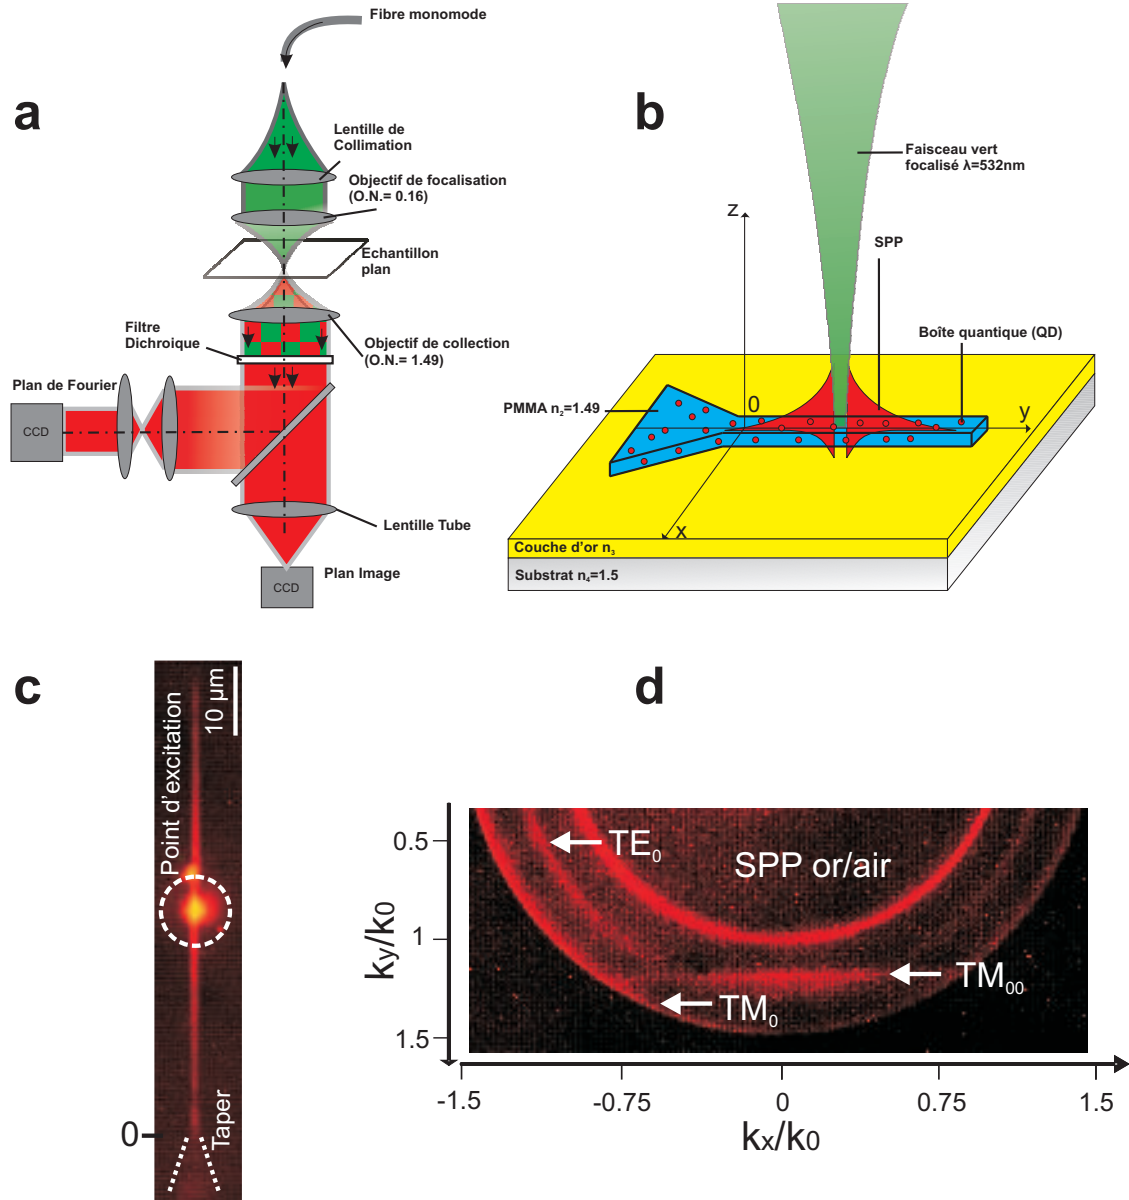 a
Fibre monomode
Lentille de
Collimation
Objectif de focalisation
(O.N.= 0.16)
Echantillon
plan
Filtre
Dichroique
Objectif de collection
(O.N.= 1.49)
Plan de Fourier
CCD
Lentille Tube
Plan Image
CCD
b
Faisceau vert
focalisé λ=532nm
z
SPP
Boîte quantique (QD)
PMMA n2=1.49
0
y
x
Couche d'or n3
Substrat n4=1.5
c
10 µm
Point d'excitation
Taper
0
d
0.5
1
1.5
ky/k0
TE0
SPP or/air
TM00
TM0
-1.5
-0.75
0
0.75
1.5
kx/k0